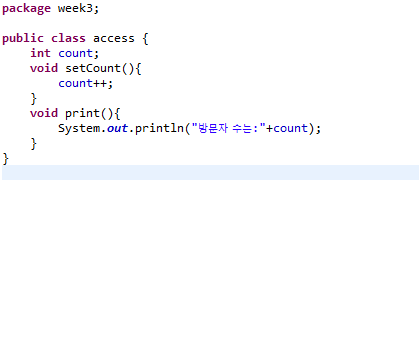 package week3;
public class access {
int count;
void setCount(){
count++;
}
void print(){
System.out.println("방문자 수는:"+count);
}
}